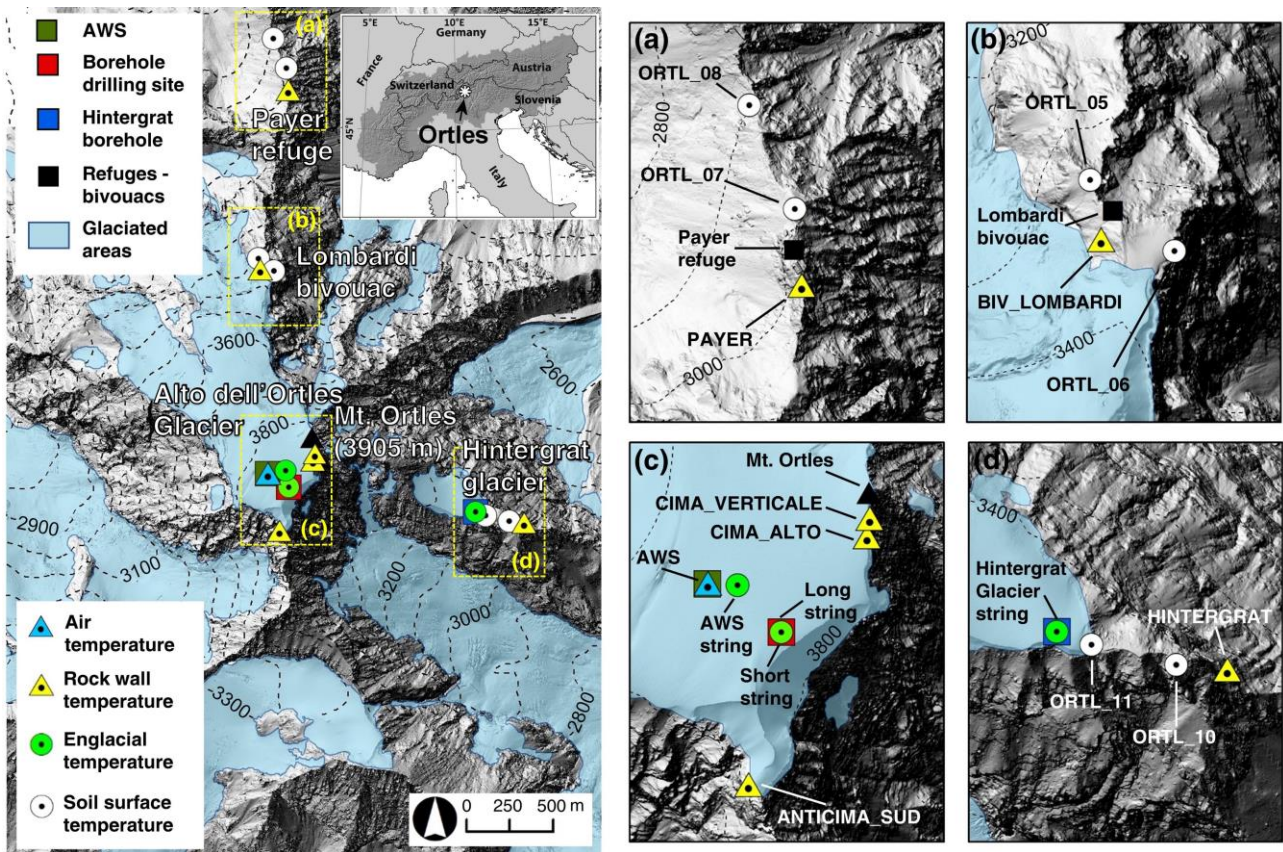 AWS
Borehole
drilling site
Hintergrat
borehole
Refuges -
bivouacs
Glaciated
areas
(a)
Payer
refuge
5°E
10°E
15°E
Germany
France
Switzerland
Austria
Slovenia
45°N
Ortles
Italy
(b)
Lombardi
bivouac
3600
2600
Alto dell'Ortles
Glacier
3800
Mt. Ortles
(3905 m)
Hintergrat
glacier
2900
3100
(c)
(d)
3200
3000
3300
2800
Air
temperature
Rock wall
temperature
Englacial
temperature
Soil surface
temperature
0 250 500 m
(a)
ORTL_08
2800
ORTL_07
Payer
refuge
PAYER
3000
(b)
3200
ORTL_05
Lombardi
bivouac
BIV_LOMBARDI
3400
ORTL_06
(c)
Mt. Ortles
CIMA_VERTICALE
CIMA_ALTO
AWS
AWS
string
Long
string
3800
Short
string
ANTICIMA_SUD
(d)
3400
Hintergrat
Glacier
string
HINTERGRAT
ORTL_11
ORTL_10